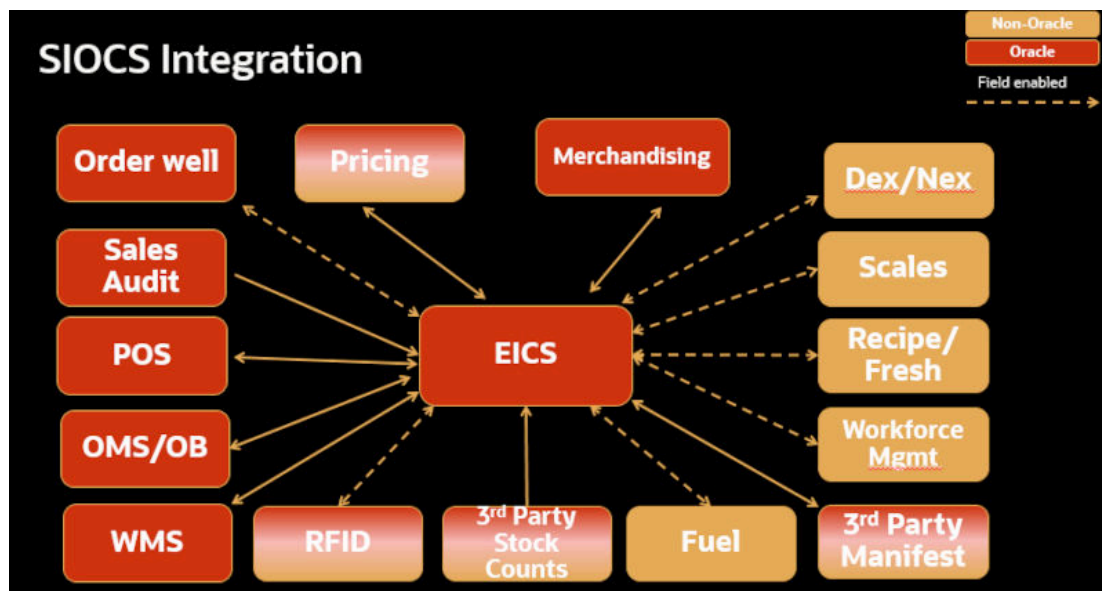 SIOCS Integration
Non-Oracle
Oracle
Field enabled
Order well
Pricing
Merchandising
Dex/Nex
Sales
Audit
Scales
POS
EICS
Recipe/
Fresh
OMS/OB
Workforce
Mgmt
WMS
RFID
3rd Party
Stock
Counts
Fuel
3rd Party
Manifest